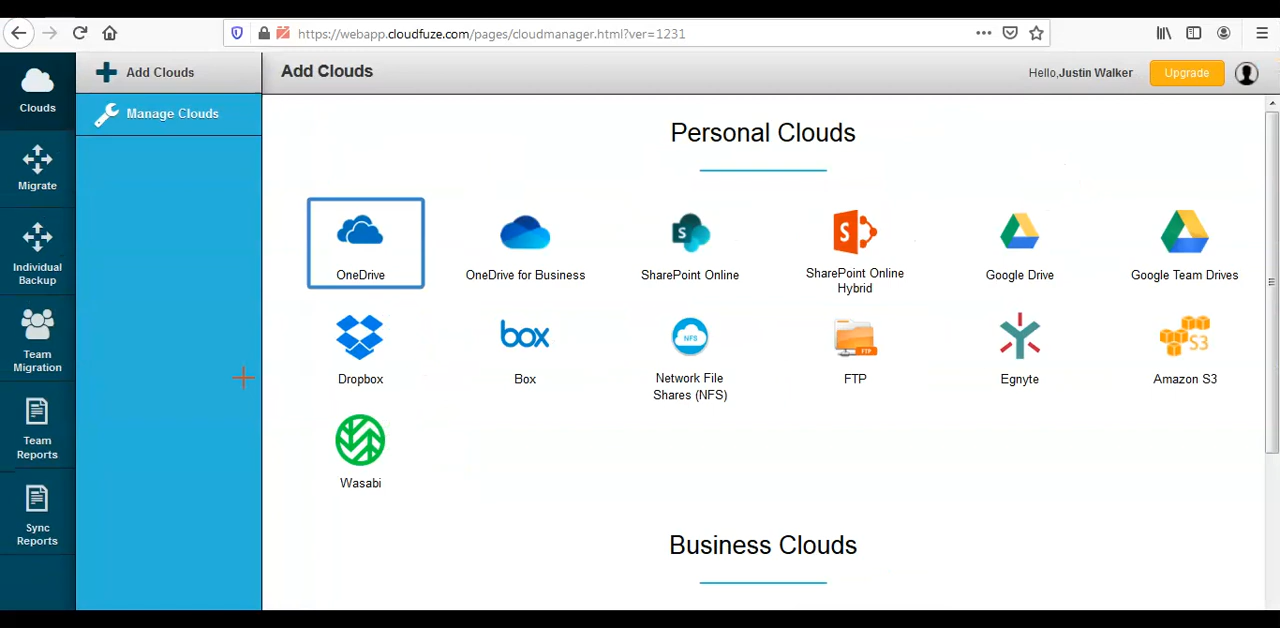 https://webapp.cloudfuze.com/pages/cloudmanager.html?ver=1231
Clouds
Migrate
Individual
Backup
Team
Migration
Team
Reports
Sync
Reports
Add Clouds
Manage Clouds
Add Clouds
Hello,Justin Walker
Upgrade
Personal Clouds
OneDrive
OneDrive for Business
S
SharePoint Online
S
SharePoint Online
Hybrid
Google Drive
Google Team Drives
Dropbox
box
Box
NFS
Network File
Shares (NFS)
FTP
FTP
Egnyte
S3
Amazon S3
Wasabi
Business Clouds